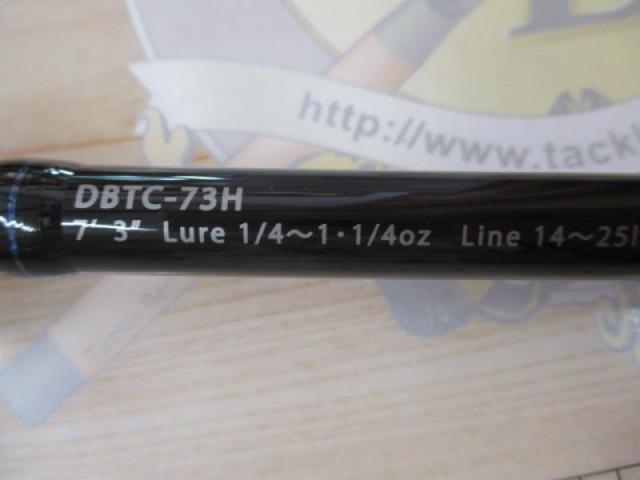 http://www.tack
DBTC-73H
7' 3" Lure 1/4～1·1/4oz Line 14～25l